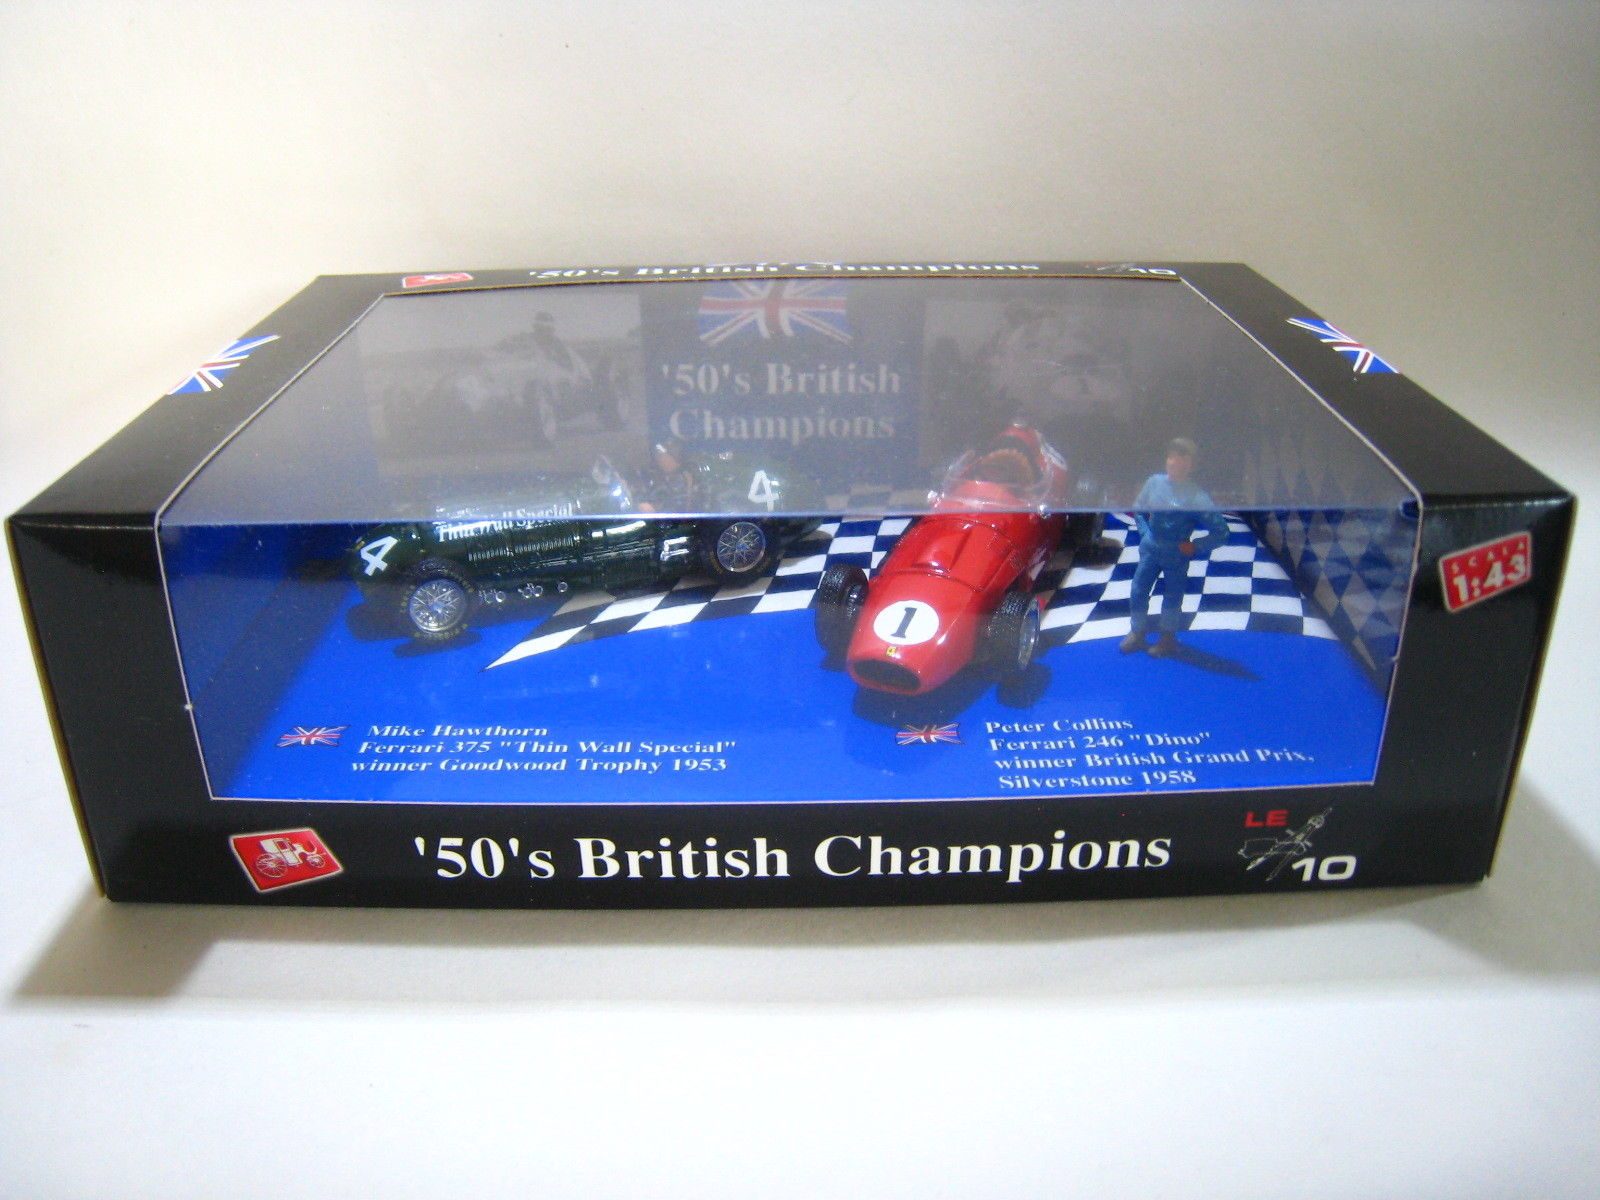 '50's British Champions
10
'50's British
Champions
4
4
Thin Wall Special
1
SCALA
1:43
Mike Hawthorn
Ferrari 375 "Thin Wall Special"
winner Goodwood Trophy 1953
Peter Collins
Ferrari 246 "Dino"
winner British Grand Prix,
Silverstone 1958
'50's British Champions
LE
10